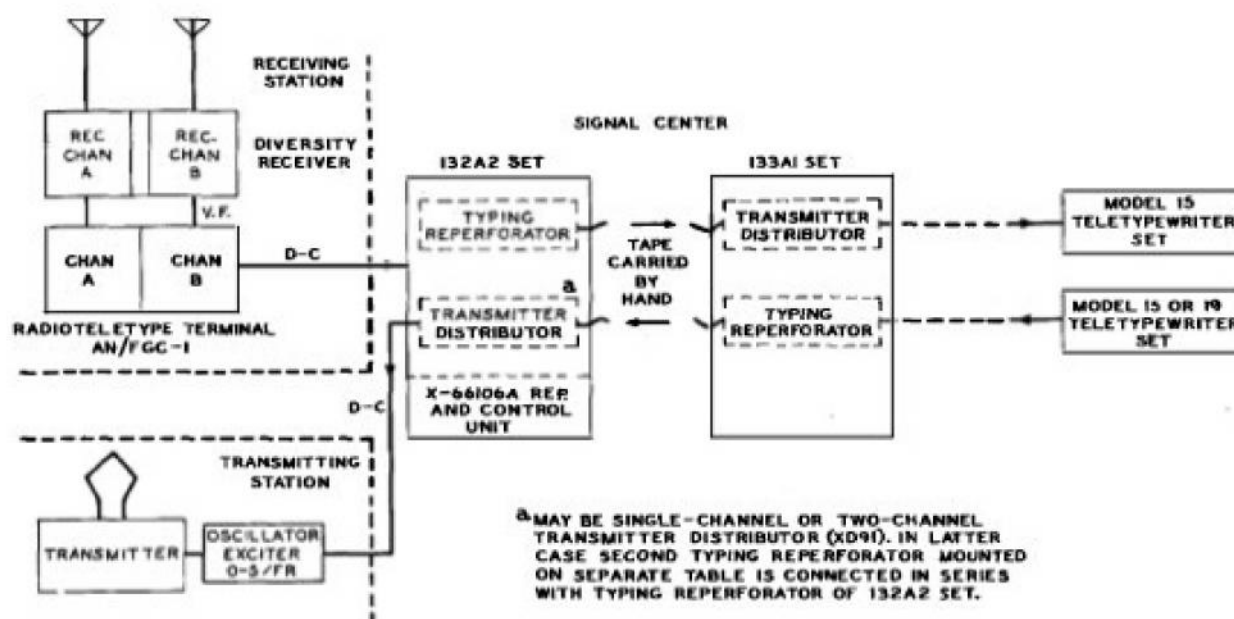 RECEIVING
STATION
REC
CHAN
A
REC-
CHAN
B
DIVERSITY
RECEIVER
V.F.
CHAN
A
CHAN
B
D-C
RADIOTELETYPE TERMINAL
AN/FGC-1
SIGNAL CENTER
132A2 SET
TYPING
REPERFORATOR
a
TRANSMITTER
DISTRIBUTOR
X-66106A REP.
AND CONTROL
UNIT
TAPE
CARRIED
BY
HAND
133A1 SET
TRANSMITTER
DISTRIBUTOR
TYPING
REPERFORATOR
MODEL 15
TELETYPEWRITER
SET
MODEL 15 OR 19
TELETYPEWRITER
SET
D-C
TRANSMITTING
STATION
TRANSMITTER
OSCILLATOR
EXCITER
O-5/FR
a MAY BE SINGLE-CHANNEL OR TWO-CHANNEL
TRANSMITTER DISTRIBUTOR (XD91). IN LATTER
CASE SECOND TYPING REPERFORATOR MOUNTED
ON SEPARATE TABLE IS CONNECTED IN SERIES
WITH TYPING REPERFORATOR OF 132A2 SET.